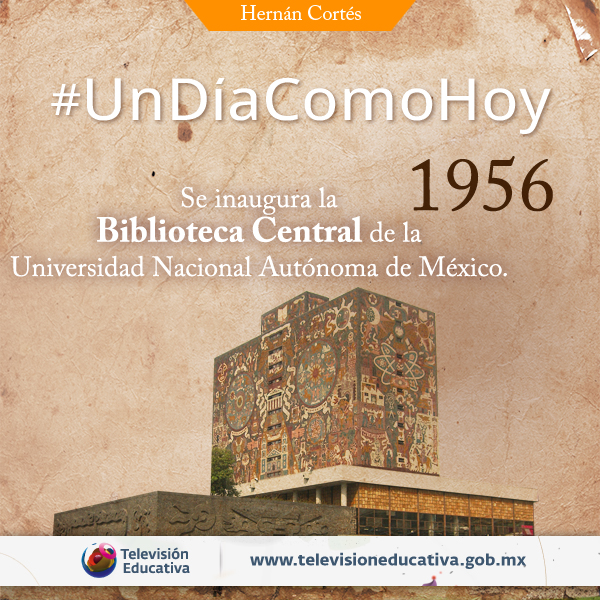 Hernán Cortés
#UnDíaComoHoy
1956
Se inaugura la
Biblioteca Central de la
Universidad Nacional Autónoma de México.
Televisión
Educativa
www.televisioneducativa.gob.mx